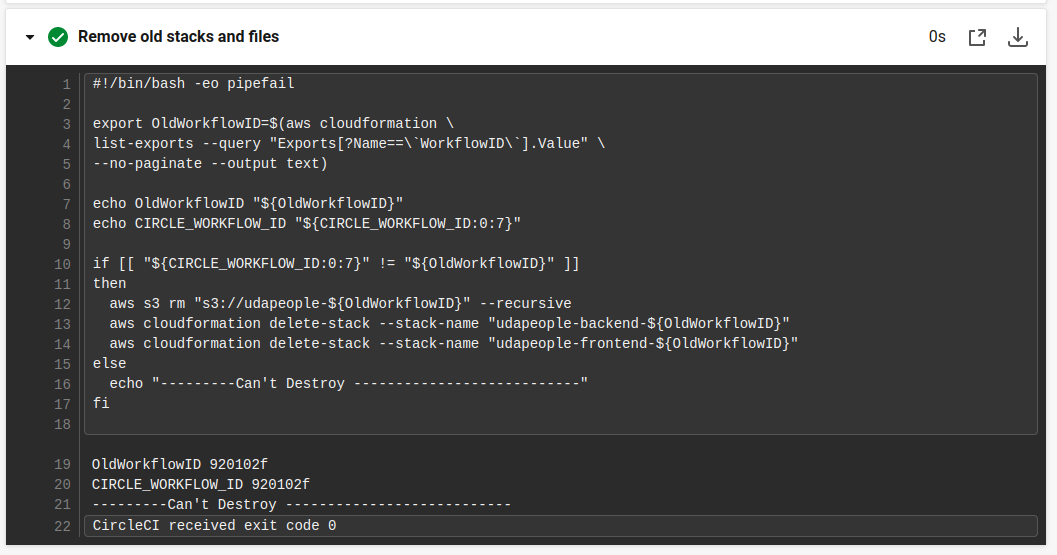 Remove old stacks and files 0s
1 #!/bin/bash -eo pipefail
2
3 export OldWorkflowID=$(aws cloudformation \
4 list-exports --query "Exports[?Name==\`WorkflowID\`].Value" \
5 --no-paginate --output text)
6
7 echo OldWorkflowID "${OldWorkflowID}"
8 echo CIRCLE_WORKFLOW_ID "${CIRCLE_WORKFLOW_ID:0:7}"
9
10 if [[ "${CIRCLE_WORKFLOW_ID:0:7}" != "${OldWorkflowID}" ]]
11 then
12   aws s3 rm "s3://udapeople-${OldWorkflowID}" --recursive
13   aws cloudformation delete-stack --stack-name "udapeople-backend-${OldWorkflowID}"
14   aws cloudformation delete-stack --stack-name "udapeople-frontend-${OldWorkflowID}"
15 else
16   echo "---------Can't Destroy ---------------------------"
17 fi
18
19 OldWorkflowID 920102f
20 CIRCLE_WORKFLOW_ID 920102f
21 ---------Can't Destroy ---------------------------
22 CircleCI received exit code 0